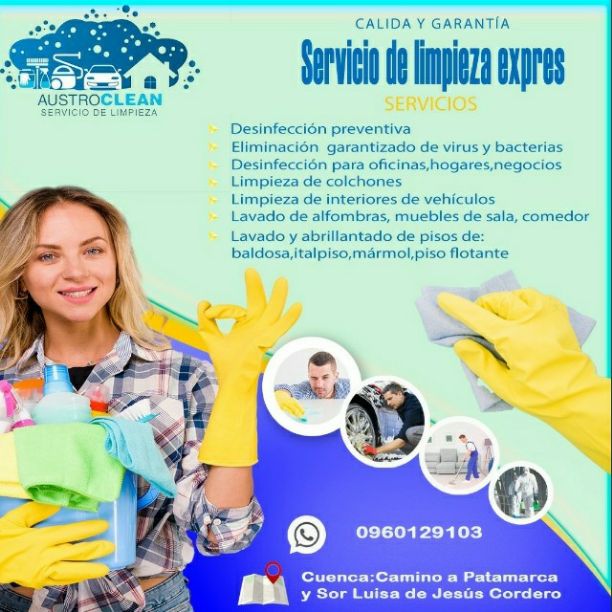 AUSTROCLEAN
SERVICIO DE LIMPIEZA
CALIDA Y GARANTÍA
Servicio de limpieza expres
SERVICIOS
Desinfección preventiva
Eliminación garantizado de virus y bacterias
Desinfección para oficinas,hogares,negocios
Limpieza de colchones
Limpieza de interiores de vehículos
Lavado de alfombras, muebles de sala, comedor
Lavado y abrillantado de pisos de:
baldosa,italpiso,mármol,piso flotante
0960129103
Cuenca:Camino a Patamarca
y Sor Luisa de Jesús Cordero